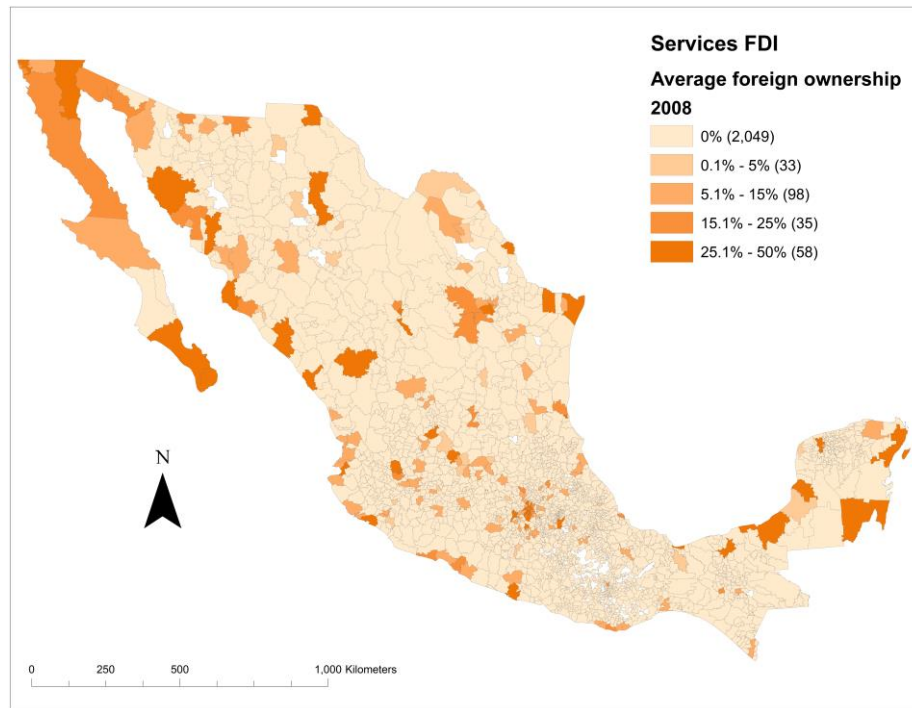 Services FDI
Average foreign ownership
2008
0% (2,049)
0.1% - 5% (33)
5.1% - 15% (98)
15.1% - 25% (35)
25.1% - 50% (58)
N
0 250 500 1,000 Kilometers